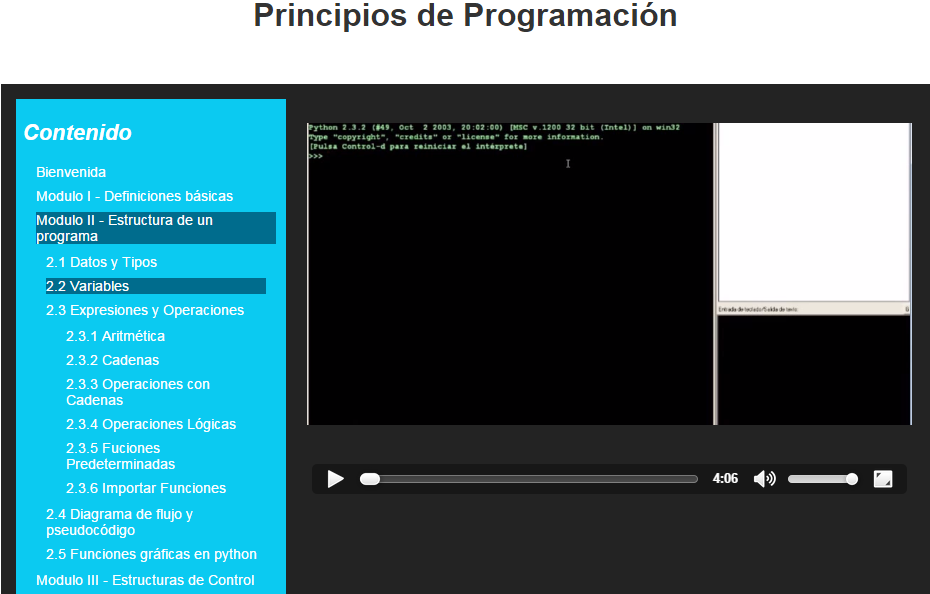 Principios de Programación
Contenido
Bienvenida
Modulo I - Definiciones básicas
Modulo II - Estructura de un
programa
2.1 Datos y Tipos
2.2 Variables
2.3 Expresiones y Operaciones
2.3.1 Aritmética
2.3.2 Cadenas
2.3.3 Operaciones con
Cadenas
2.3.4 Operaciones Lógicas
2.3.5 Fuciones
Predeterminadas
2.3.6 Importar Funciones
2.4 Diagrama de flujo y
pseudocódigo
2.5 Funciones gráficas en python
Modulo III - Estructuras de Control
Python 2.3.2 (#49, Oct  2 2003, 20:02:00) [MSC v.1200 32 bit (Intel)] on win32
Type "copyright", "credits" or "license" for more information.
[Pulsa Control-d para reiniciar el intérprete]
>>>
Entrada de teclado/Salida de texto
4:06